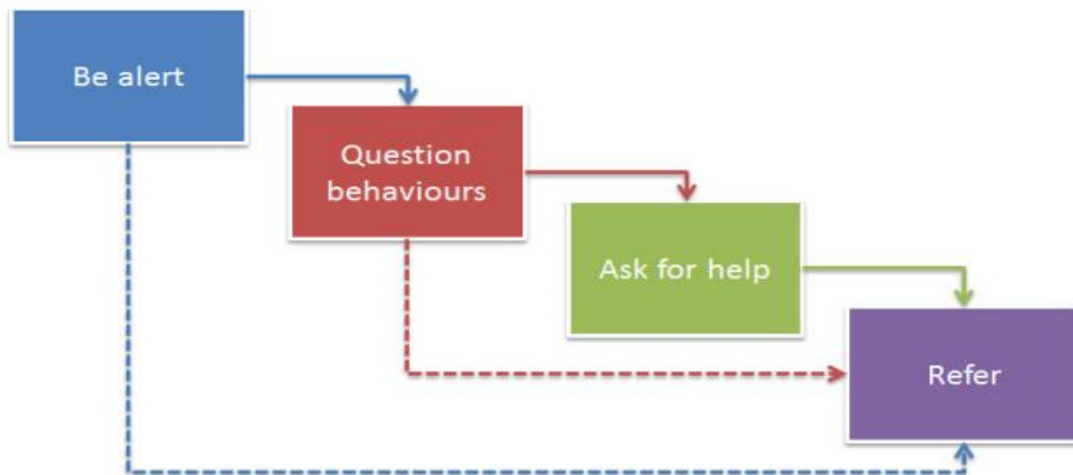 Be alert
Question
behaviours
Ask for help
Refer